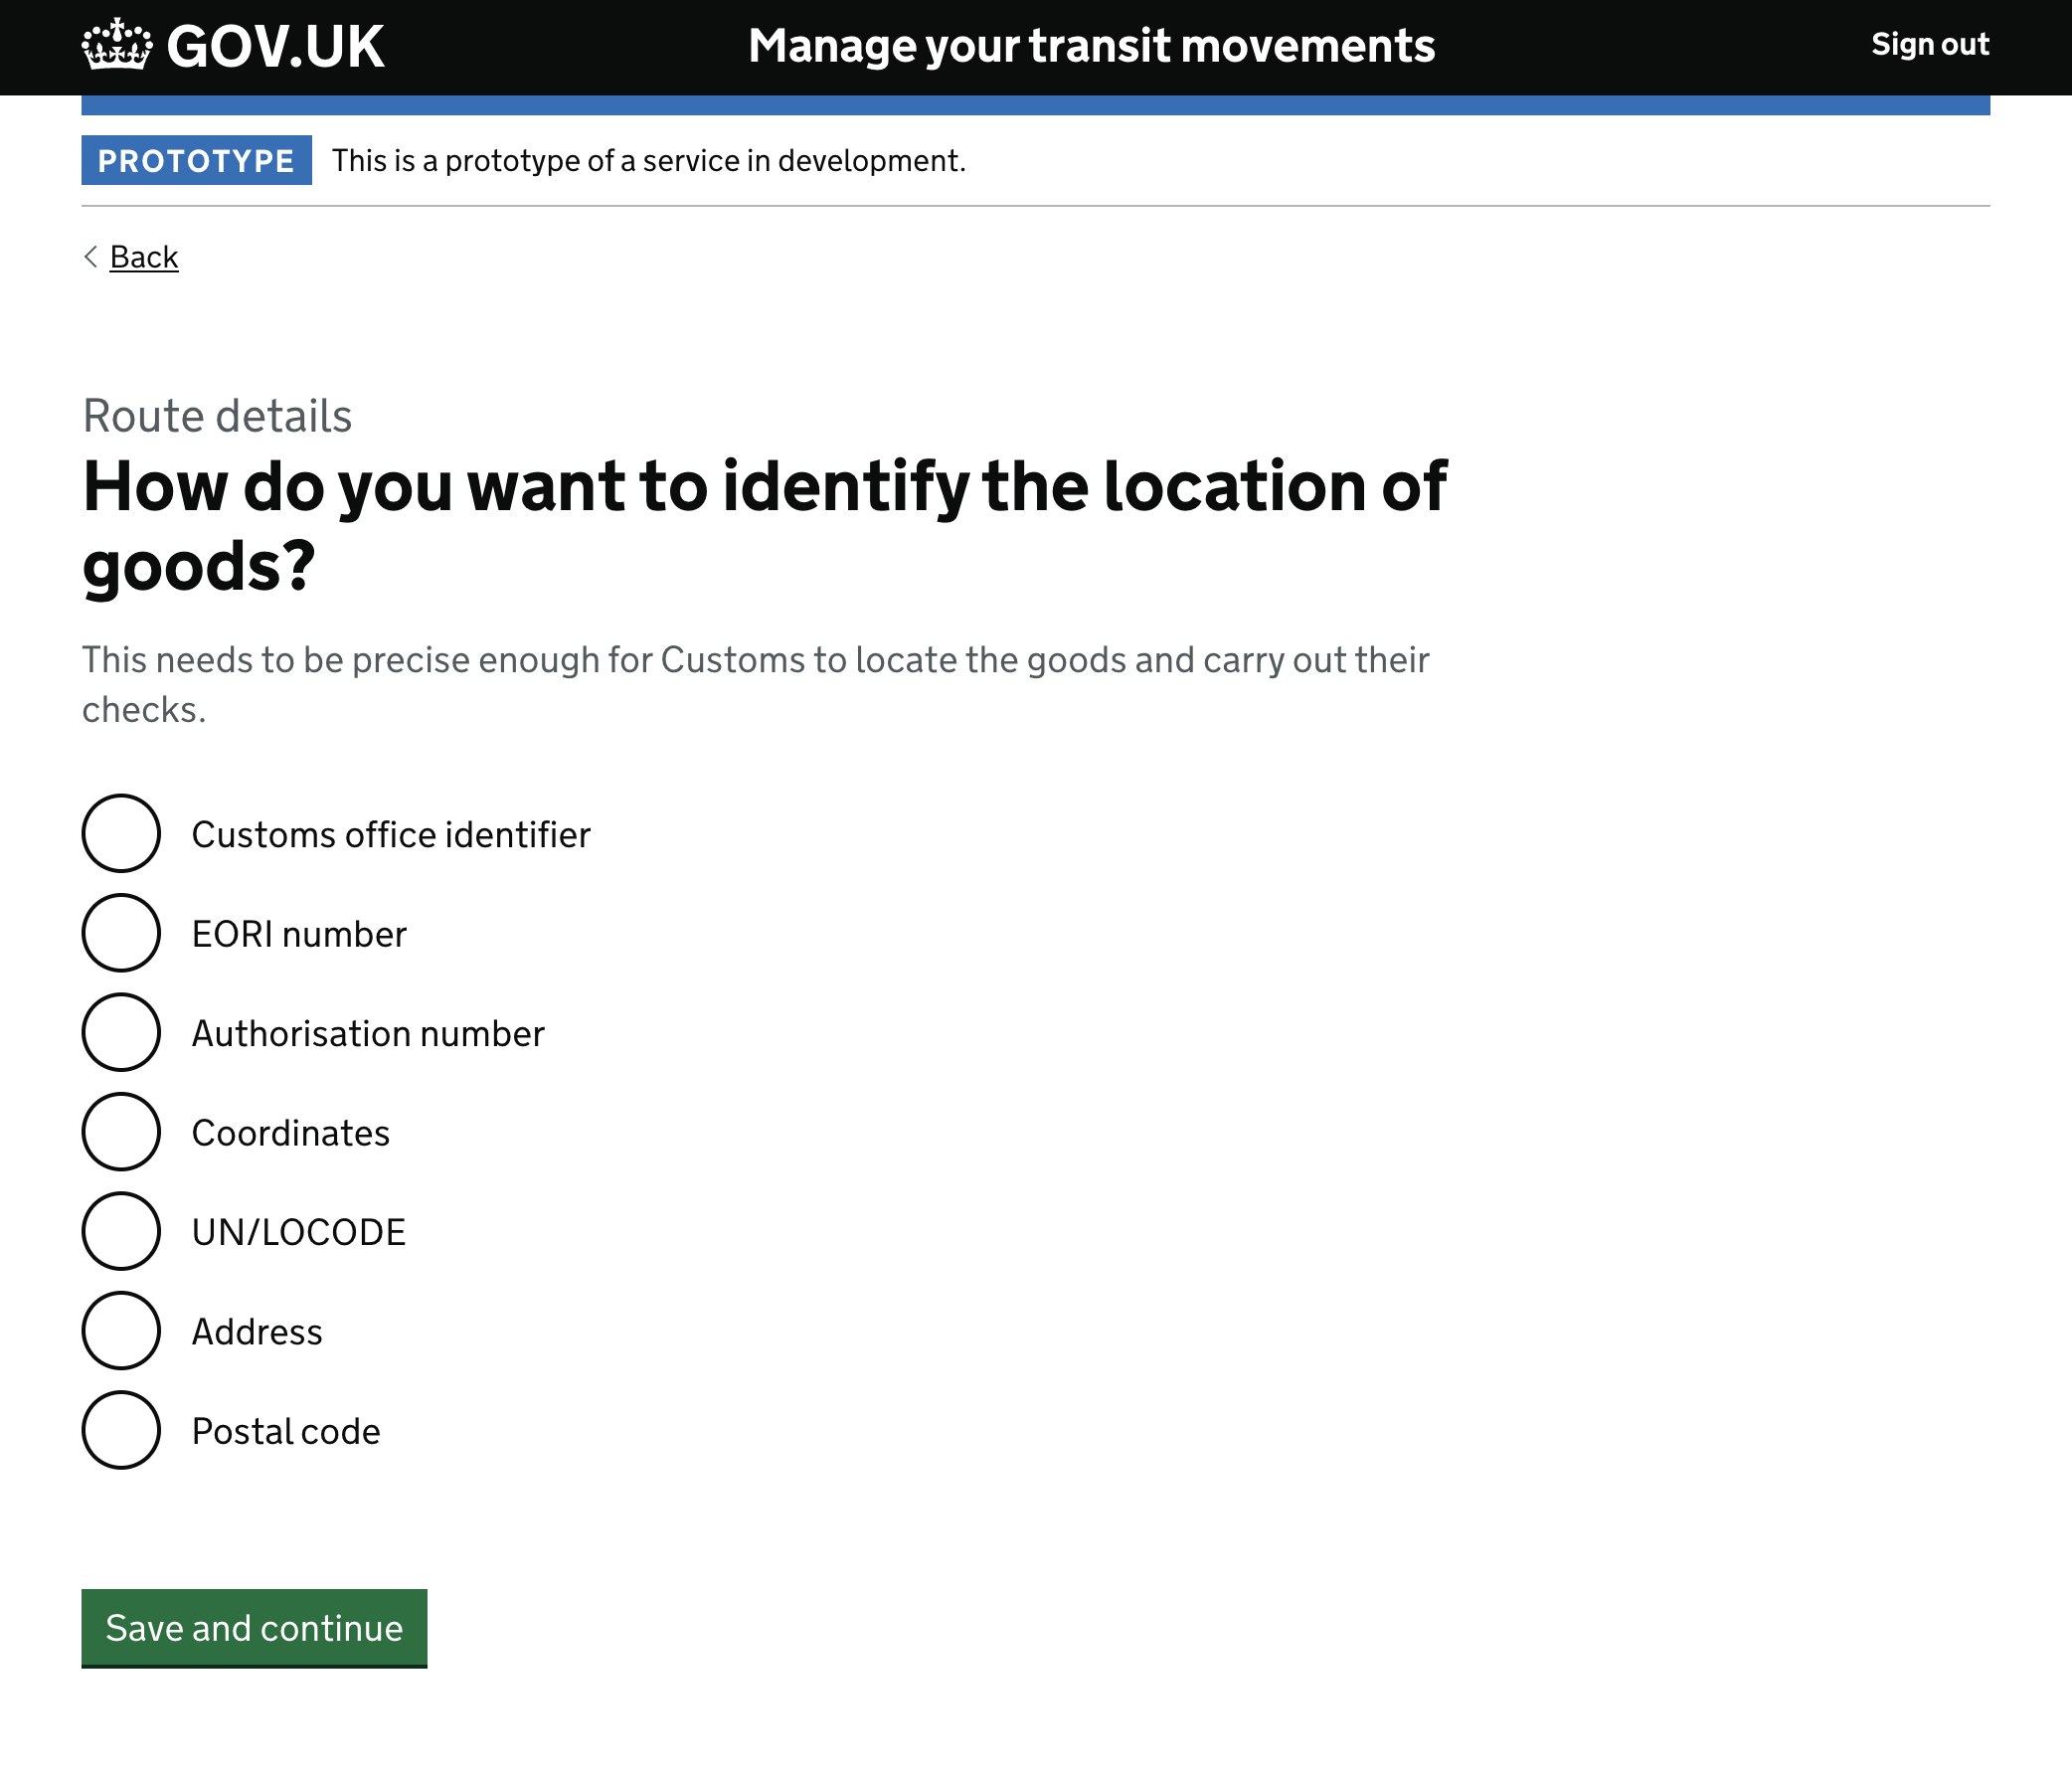 GOV.UK
Manage your transit movements
Sign out
PROTOTYPE
This is a prototype of a service in development.
Back
Route details
How do you want to identify the location of
goods?
This needs to be precise enough for Customs to locate the goods and carry out their
checks.
Customs office identifier
EORI number
Authorisation number
Coordinates
UN/LOCODE
Address
Postal code
Save and continue